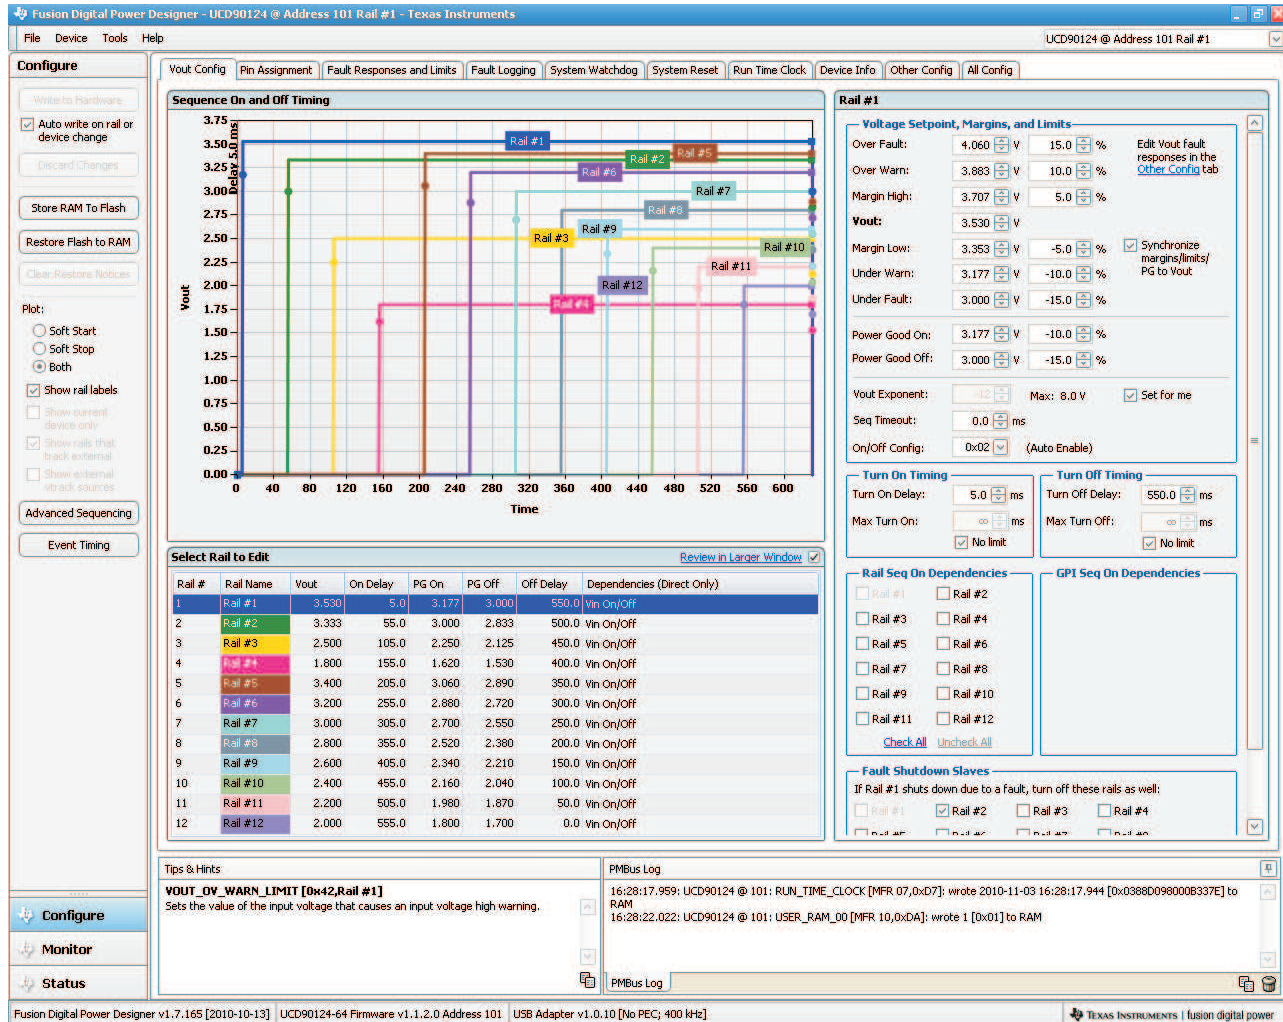 Fusion Digital Power Designer - UCD90124 @ Address 101 Rail #1 - Texas Instruments
File Device Tools Help
UCD90124 @ Address 101 Rail #1
Configure
Write to Hardware
Auto write on rail or
device change
Discard Changes
Store RAM To Flash
Restore Flash to RAM
Clear Restore Notices
Plot:
Soft Start
Soft Stop
Both
Show rail labels
Show current
device only
Show rails that
track external
Show external
vtrack sources
Advanced Sequencing
Event Timing
Configure
Monitor
Status
Vout Config Pin Assignment Fault Responses and Limits Fault Logging System Watchdog System Reset Run Time Clock Device Info Other Config All Config
Sequence On and Off Timing
Vout
3.75
3.50
3.25
3.00
2.75
2.50
2.25
2.00
1.75
1.50
1.25
1.00
0.75
0.50
0.25
0.00
Delay 5.0 ms
Rail #1
Rail #2
Rail #5
Rail #6
Rail #7
Rail #8
Rail #9
Rail #3
Rail #10
Rail #11
Rail #12
Rail #4
0 40 80 120 160 200 240 280 320 360 400 440 480 520 560 600
Time
Select Rail to Edit
Review in Larger Window
Rail # Rail Name Vout On Delay PG On PG Off Off Delay Dependencies (Direct Only)
1 Rail #1 3.530 5.0 3.177 3.000 550.0 Vin On/Off
2 Rail #2 3.333 55.0 3.000 2.833 500.0 Vin On/Off
3 Rail #3 2.500 105.0 2.250 2.125 450.0 Vin On/Off
4 Rail #4 1.800 155.0 1.620 1.530 400.0 Vin On/Off
5 Rail #5 3.400 205.0 3.060 2.890 350.0 Vin On/Off
6 Rail #6 3.200 255.0 2.880 2.720 300.0 Vin On/Off
7 Rail #7 3.000 305.0 2.700 2.550 250.0 Vin On/Off
8 Rail #8 2.800 355.0 2.520 2.380 200.0 Vin On/Off
9 Rail #9 2.600 405.0 2.340 2.210 150.0 Vin On/Off
10 Rail #10 2.400 455.0 2.160 2.040 100.0 Vin On/Off
11 Rail #11 2.200 505.0 1.980 1.870 50.0 Vin On/Off
12 Rail #12 2.000 555.0 1.800 1.700 0.0 Vin On/Off
Rail #1
Voltage Setpoint, Margins, and Limits
Over Fault: 4.060 V 15.0 %
Over Warn: 3.883 V 10.0 %
Margin High: 3.707 V 5.0 %
Vout: 3.530 V
Margin Low: 3.353 V -5.0 %
Under Warn: 3.177 V -10.0 %
Under Fault: 3.000 V -15.0 %
Edit Vout fault
responses in the
Other Config tab
Synchronize
margins/limits/
PG to Vout
Power Good On: 3.177 V -10.0 %
Power Good Off: 3.000 V -15.0 %
Vout Exponent: -12 Max: 8.0 V Set for me
Seq Timeout: 0.0 ms
On/Off Config: 0x02 (Auto Enable)
Turn On Timing
Turn On Delay: 5.0 ms
Max Turn On: ∞ ms
No limit
Turn Off Timing
Turn Off Delay: 550.0 ms
Max Turn Off: ∞ ms
No limit
Rail Seq On Dependencies
Rail #1 Rail #2
Rail #3 Rail #4
Rail #5 Rail #6
Rail #7 Rail #8
Rail #9 Rail #10
Rail #11 Rail #12
Check All Uncheck All
GPI Seq On Dependencies
Fault Shutdown Slaves
If Rail #1 shuts down due to a fault, turn off these rails as well:
Rail #1 Rail #2 Rail #3 Rail #4
Tips & Hints
VOUT_OV_WARN_LIMIT [0x42,Rail #1]
Sets the value of the input voltage that causes an input voltage high warning.
PMBus Log
16:28:17.959: UCD90124 @ 101: RUN_TIME_CLOCK [MFR 07,0xD7]: wrote 2010-11-03 16:28:17.944 [0x0388D098000B337E] to
RAM
16:28:22.022: UCD90124 @ 101: USER_RAM_00 [MFR 10,0xDA]: wrote 1 [0x01] to RAM
PMBus Log
Fusion Digital Power Designer v1.7.165 [2010-10-13] UCD90124-64 Firmware v1.1.2.0 Address 101 USB Adapter v1.0.10 [No PEC; 400 kHz]
TEXAS INSTRUMENTS | fusion digital power